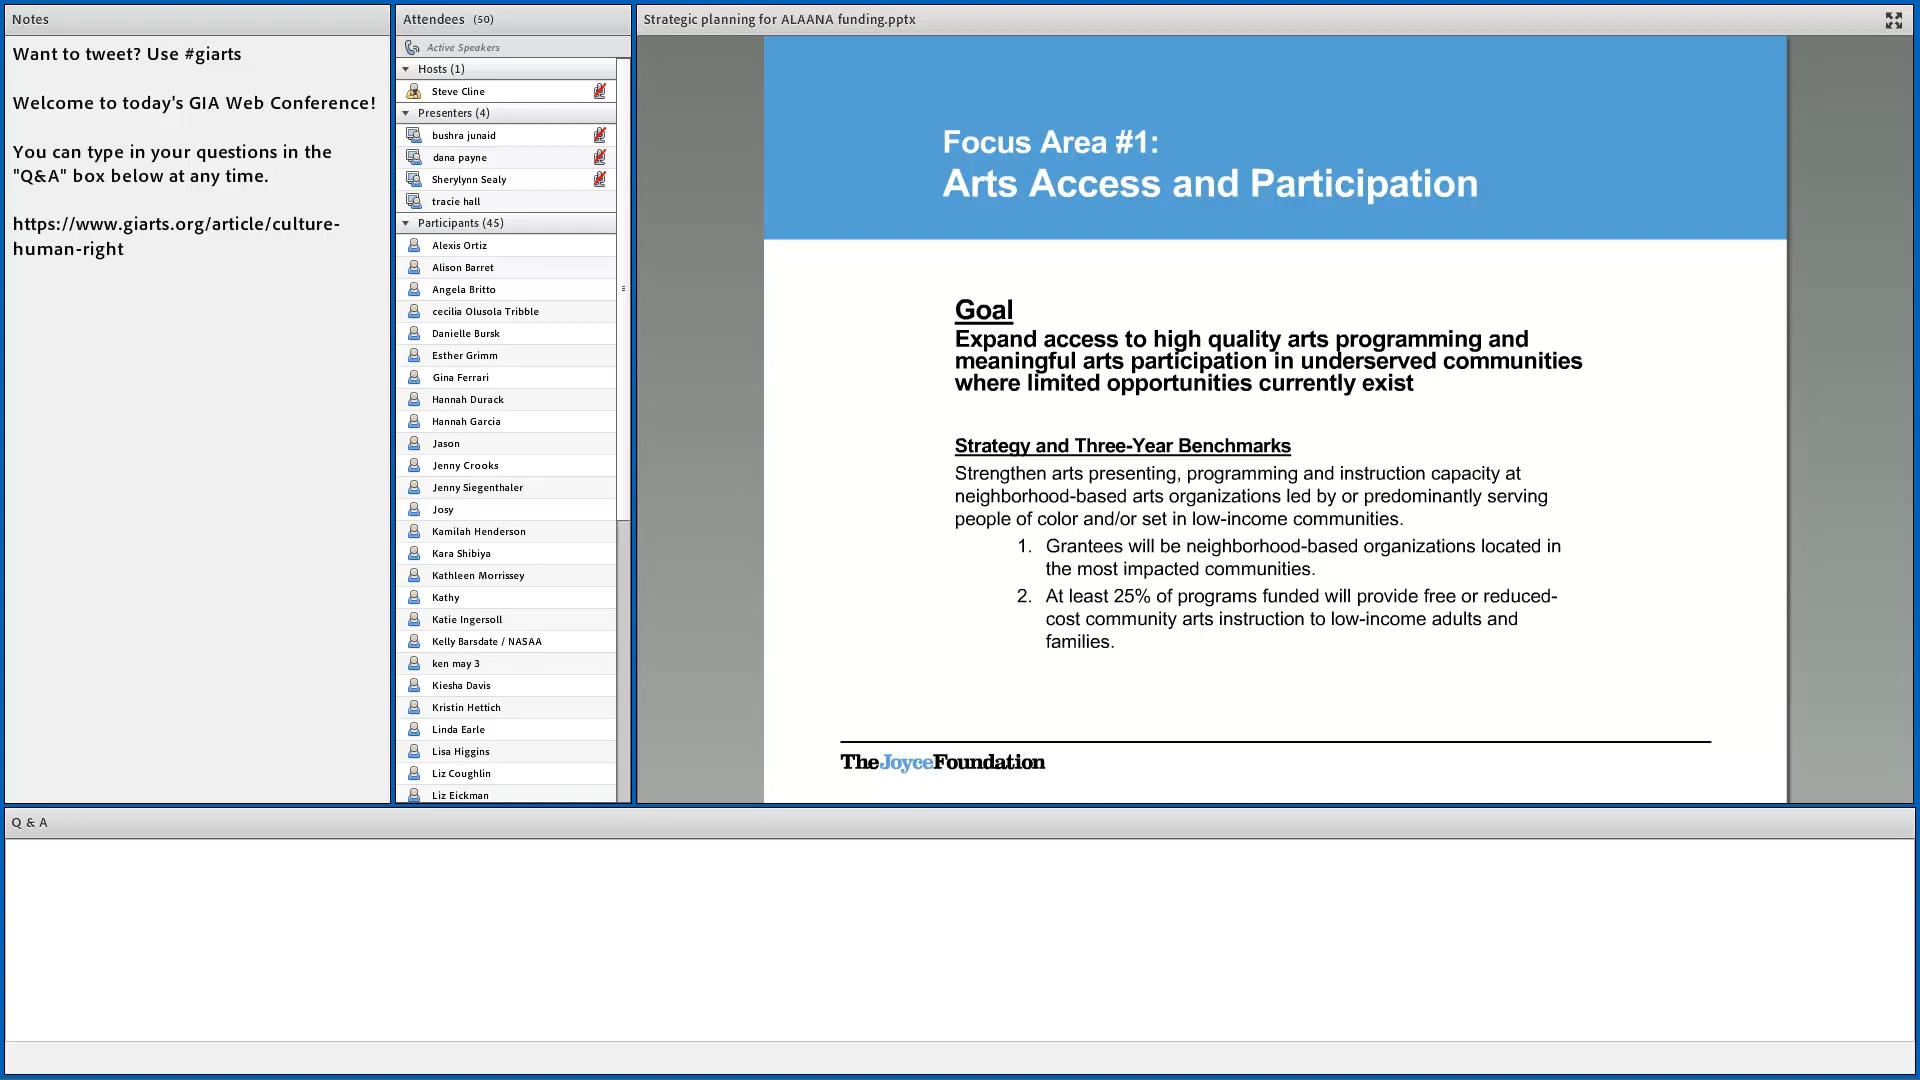 Notes
Want to tweet? Use #giarts
Welcome to today's GIA Web Conference!
You can type in your questions in the
"Q&A" box below at any time.
https://www.giarts.org/article/culture-
human-right
Attendees (50)
Active Speakers
Hosts (1)
Steve Cline
Presenters (4)
bushra junaid
dana payne
Sherylynn Sealy
tracie hall
Participants (45)
Alexis Ortiz
Alison Barret
Angela Britto
cecilia Olusola Tribble
Danielle Bursk
Esther Grimm
Gina Ferrari
Hannah Durack
Hannah Garcia
Jason
Jenny Crooks
Jenny Siegenthaler
Josy
Kamilah Henderson
Kara Shibiya
Kathleen Morrissey
Kathy
Katie Ingersoll
Kelly Barsdate / NASAA
ken may 3
Kiesha Davis
Kristin Hettich
Linda Earle
Lisa Higgins
Liz Coughlin
Liz Eickman
Strategic planning for ALAANA funding.pptx
Focus Area #1:
Arts Access and Participation
Goal
Expand access to high quality arts programming and
meaningful arts participation in underserved communities
where limited opportunities currently exist
Strategy and Three-Year Benchmarks
Strengthen arts presenting, programming and instruction capacity at
neighborhood-based arts organizations led by or predominantly serving
people of color and/or set in low-income communities.
1. Grantees will be neighborhood-based organizations located in
the most impacted communities.
2. At least 25% of programs funded will provide free or reduced-
cost community arts instruction to low-income adults and
families.
TheJoyceFoundation
Q & A